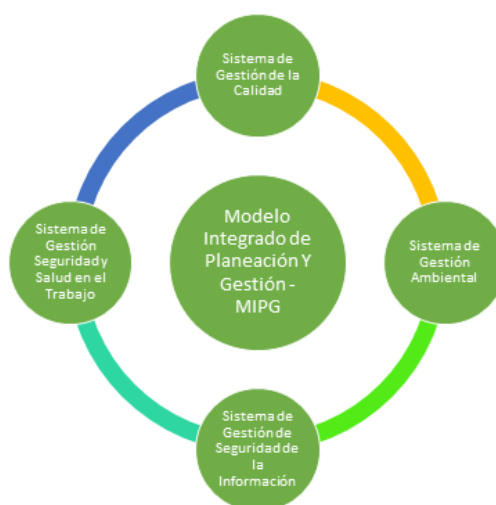 Sistema de
Gestión de la
Calidad
Modelo
Integrado de
Planeación Y
Gestión -
MIPG
Sistema de
Gestión
Seguridad y
Salud en el
Trabajo
Sistema de
Gestión
Ambiental
Sistema de
Gestión de
Seguridad de
la
Información